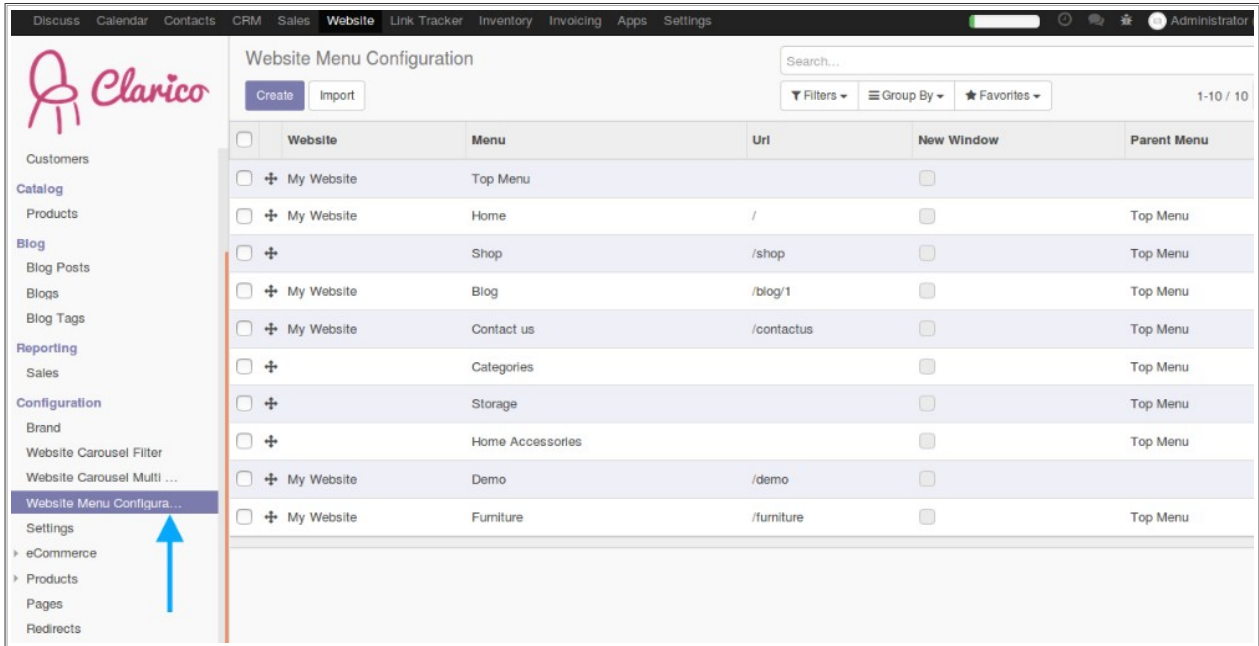 Discuss Calendar Contacts CRM Sales Website Link Tracker Inventory Invoicing Apps Settings Administrator
Clarico
Customers
Catalog
Products
Blog
Blog Posts
Blogs
Blog Tags
Reporting
Sales
Configuration
Brand
Website Carousel Filter
Website Carousel Multi ...
Website Menu Configura...
Settings
eCommerce
Products
Pages
Redirects
Website Menu Configuration
Search...
Create Import Filters Group By Favorites 1-10 / 10
Website Menu Url New Window Parent Menu
My Website Top Menu
My Website Home / Top Menu
Shop /shop Top Menu
My Website Blog /blog/1 Top Menu
My Website Contact us /contactus Top Menu
Categories Top Menu
Storage Top Menu
Home Accessories Top Menu
My Website Demo /demo
My Website Furniture /furniture Top Menu